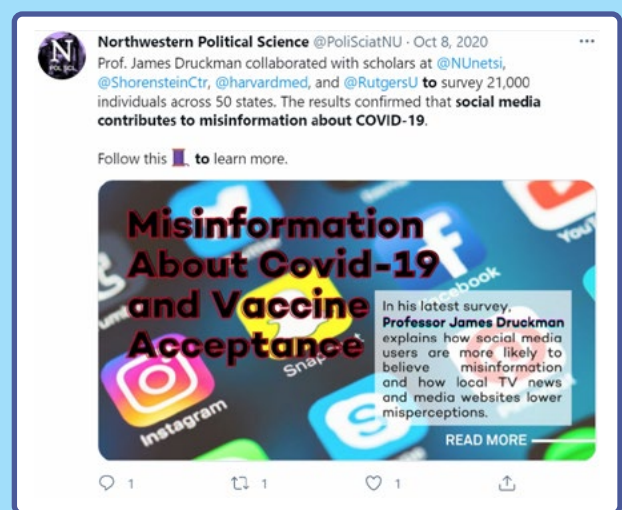 Northwestern Political Science @PoliSciatNU · Oct 8, 2020
Prof. James Druckman collaborated with scholars at @NUnetsi,
@ShorensteinCtr, @harvardmed, and @RutgersU to survey 21,000
individuals across 50 states. The results confirmed that social media
contributes to misinformation about COVID-19.
Follow this 🧵 to learn more.
Misinformation
About Covid-19
and Vaccine
Acceptance
In his latest survey,
Professor James Druckman
explains how social media
users are more likely to
believe misinformation
and how local TV news
and media websites lower
misperceptions.
READ MORE
Instagram
1
1
1